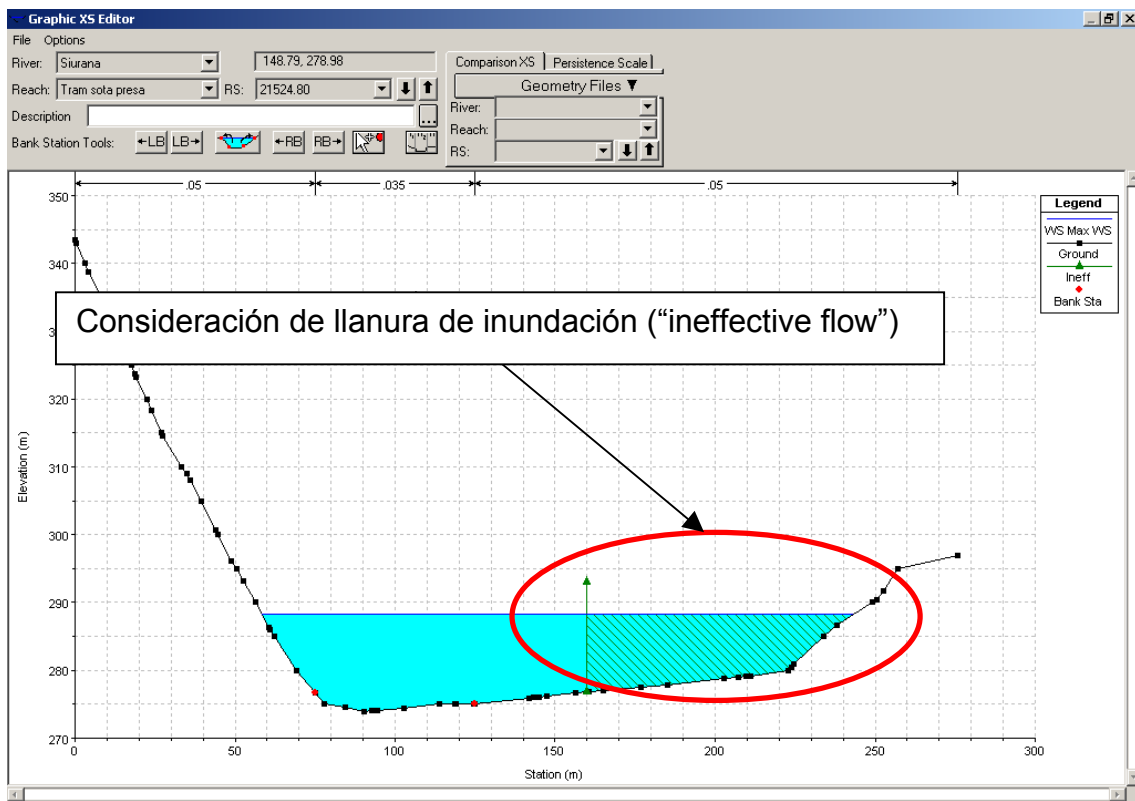 Graphic XS Editor
File Options
River: Siurana 148.79, 278.98
Reach: Tram sota presa RS: 21524.80
Description ...
Bank Station Tools: ←LB LB→ ←RB RB→
Comparison XS Persistence Scale
Geometry Files ▼
River:
Reach:
RS:
.05 .035 .05
Legend
WS Max WS
Ground
Ineff
Bank Sta
Consideración de llanura de inundación (“ineffective flow”)
Elevation (m)
350
340
3
320
310
300
290
280
270
0 50 100 150 200 250 300
Station (m)